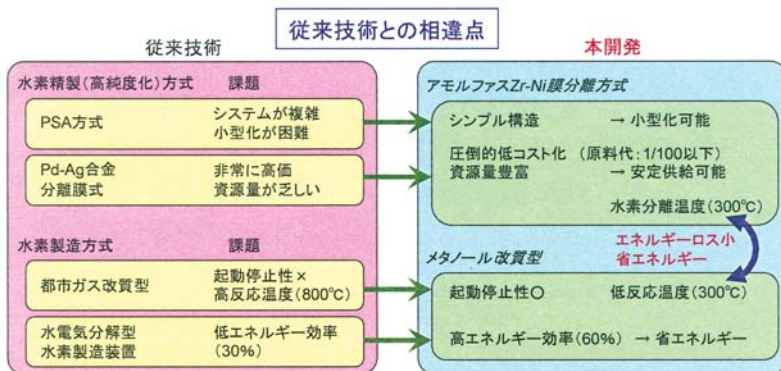 従来技術との相違点
従来技術
水素精製(高純度化)方式 課題
PSA方式 システムが複雑
小型化が困難
Pd-Ag合金 非常に高価
分離膜式 資源量が乏しい
水素製造方式 課題
都市ガス改質型 起動停止性×
高反応温度(800℃)
水電気分解型 低エネルギー効率
水素製造装置 (30%)
本開発
アモルファスZr-Ni膜分離方式
シンプル構造 → 小型化可能
圧倒的低コスト化 (原料代:1/100以下)
資源量豊富 → 安定供給可能
水素分離温度(300℃)
エネルギーロス小
省エネルギー
メタノール改質型
起動停止性〇 低反応温度(300℃)
高エネルギー効率(60%) → 省エネルギー